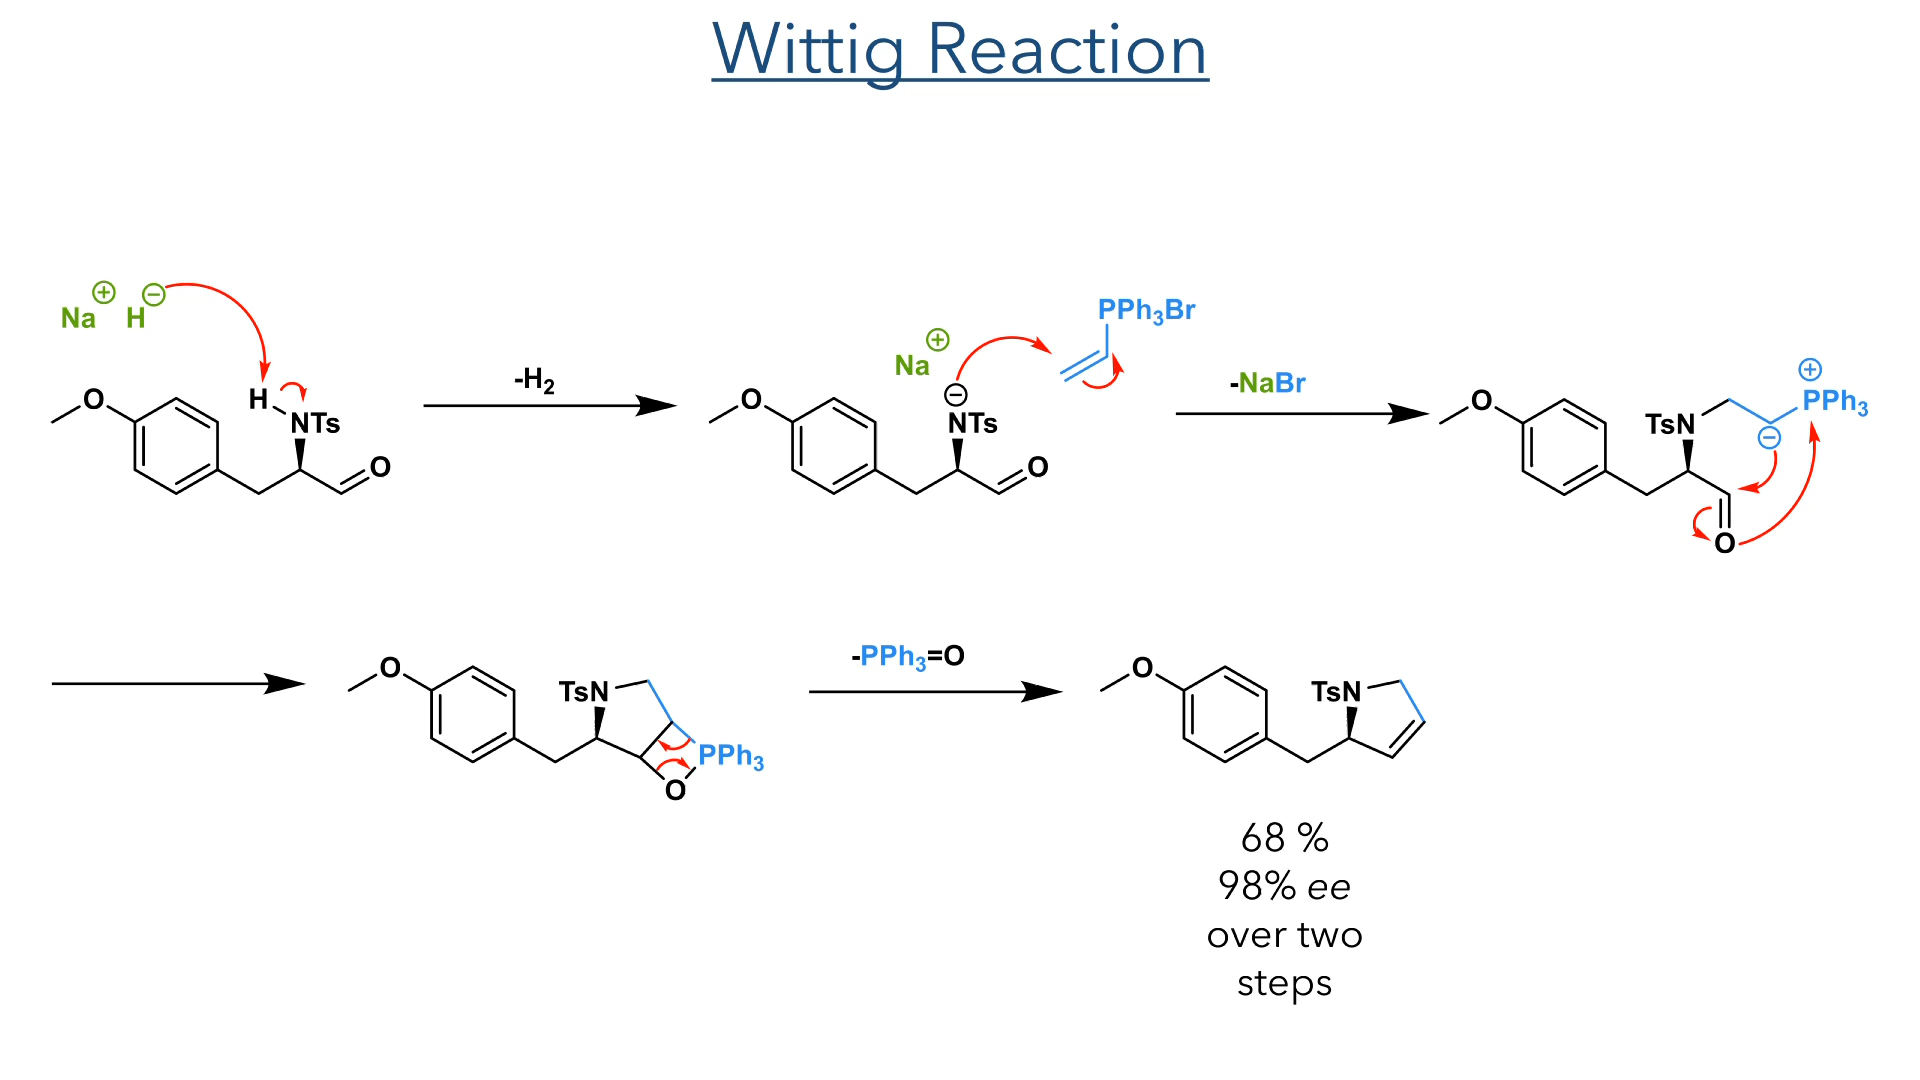 Wittig Reaction
Na⊕ H⊖
H
NTs
O
O
-H₂
Na⊕
⊖
NTs
O
O
PPh₃Br
-NaBr
⊕
PPh₃
⊖
TsN
O
O
O
TsN
PPh₃
O
-PPh₃=O
O
TsN
68 %
98% ee
over two
steps